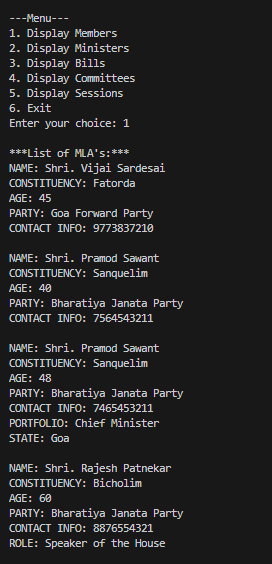 ---Menu---
1. Display Members
2. Display Ministers
3. Display Bills
4. Display Committees
5. Display Sessions
6. Exit
Enter your choice: 1
***List of MLA's:***
NAME: Shri. Vijai Sardesai
CONSTITUENCY: Fatorda
AGE: 45
PARTY: Goa Forward Party
CONTACT INFO: 9773837210
NAME: Shri. Pramod Sawant
CONSTITUENCY: Sanquelim
AGE: 40
PARTY: Bharatiya Janata Party
CONTACT INFO: 7564543211
NAME: Shri. Pramod Sawant
CONSTITUENCY: Sanquelim
AGE: 48
PARTY: Bharatiya Janata Party
CONTACT INFO: 7465453211
PORTFOLIO: Chief Minister
STATE: Goa
NAME: Shri. Rajesh Patnekar
CONSTITUENCY: Bicholim
AGE: 60
PARTY: Bharatiya Janata Party
CONTACT INFO: 8876554321
ROLE: Speaker of the House